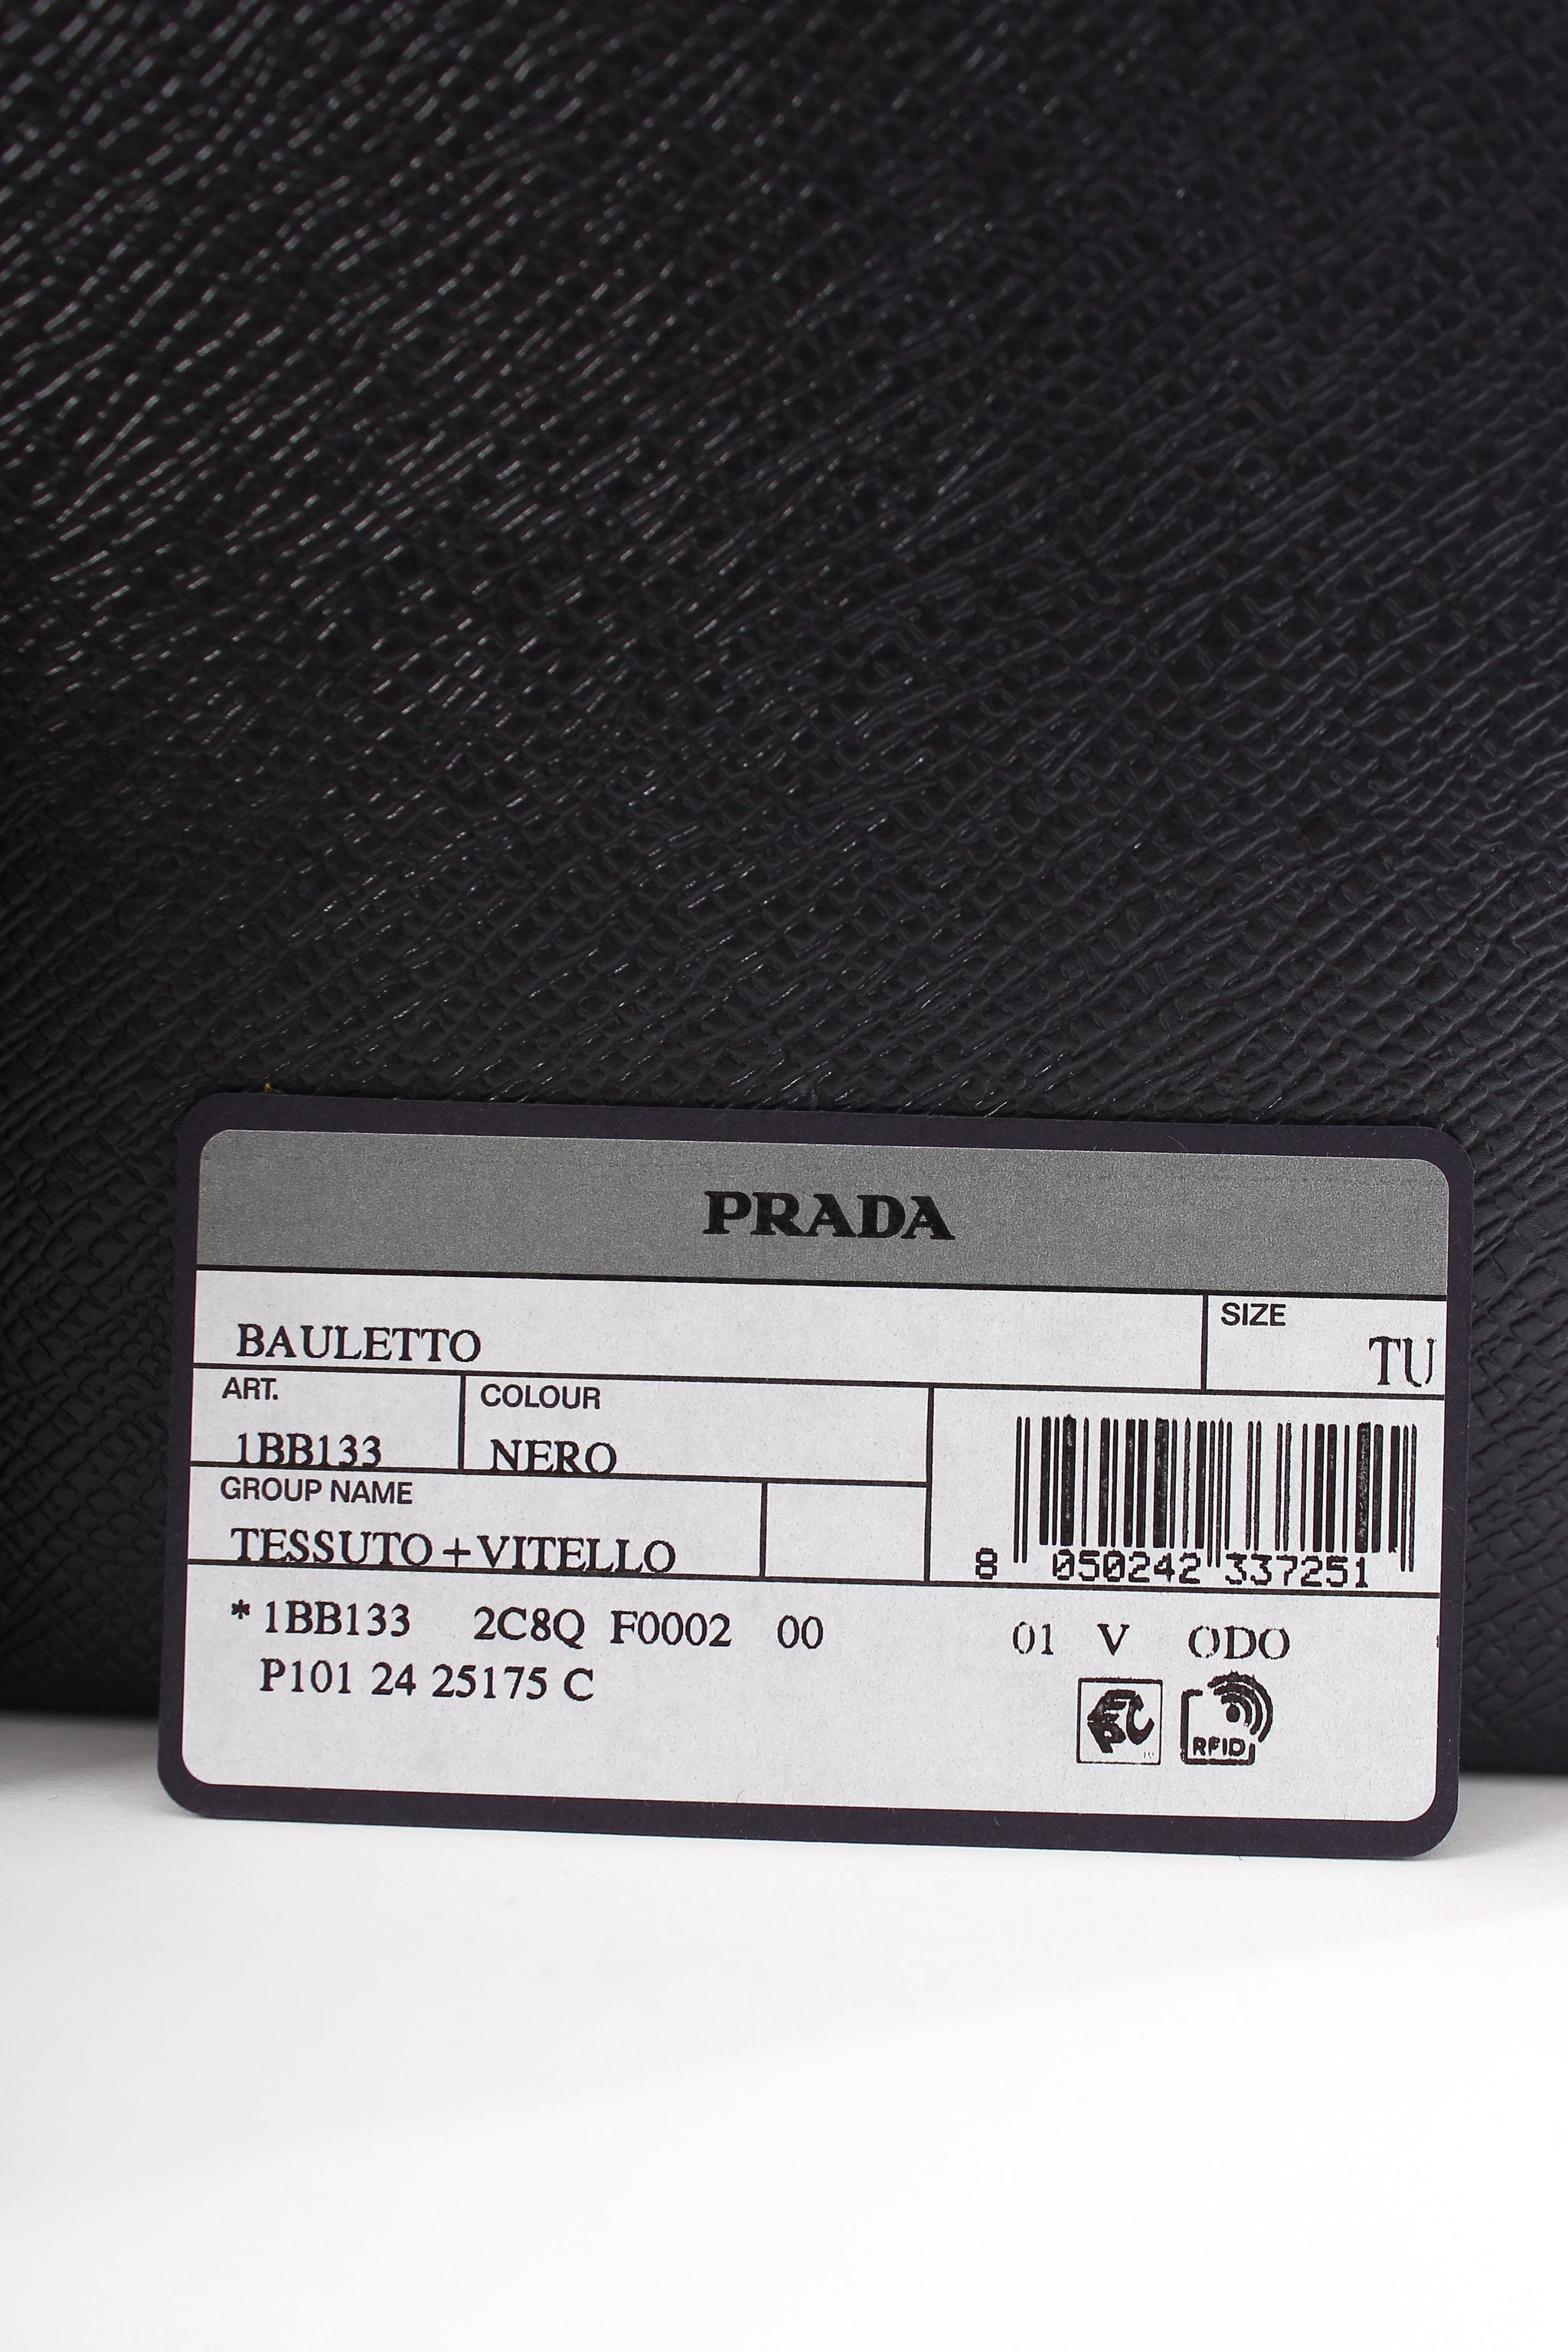 PRADA
BAULETTO
SIZE
TU
ART.
COLOUR
1BB133
NERO
GROUP NAME
TESSUTO+VITELLO
8 050242 337251
* 1BB133 2C8Q F0002 00 01 V ODO
P101 24 25175 C
EPC
RFID